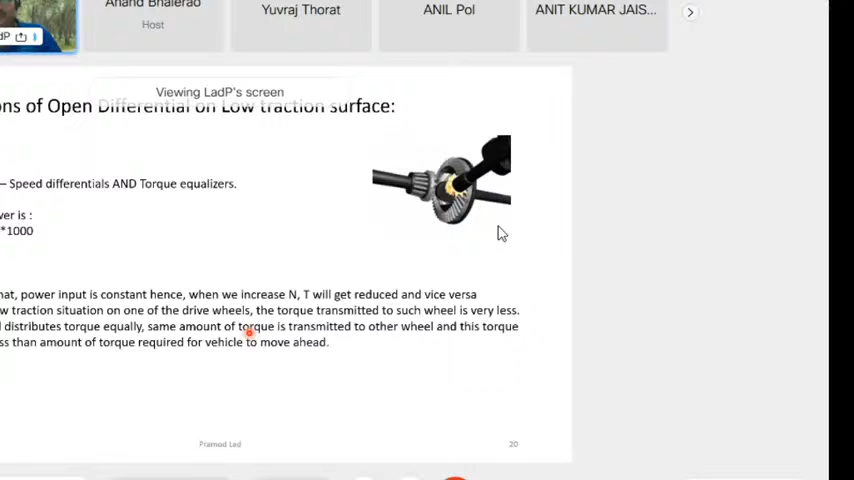 Anand Bhalerao
Host
Yuvraj Thorat
ANIL Pol
ANIT KUMAR JAIS...
dP
Viewing LadP's screen
ns of Open Differential on Low traction surface:
– Speed differentials AND Torque equalizers.
wer is :
*1000
hat, power input is constant hence, when we increase N, T will get reduced and vice versa
w traction situation on one of the drive wheels, the torque transmitted to such wheel is very less.
l distributes torque equally, same amount of torque is transmitted to other wheel and this torque
ss than amount of torque required for vehicle to move ahead.
Pramod Lad
20